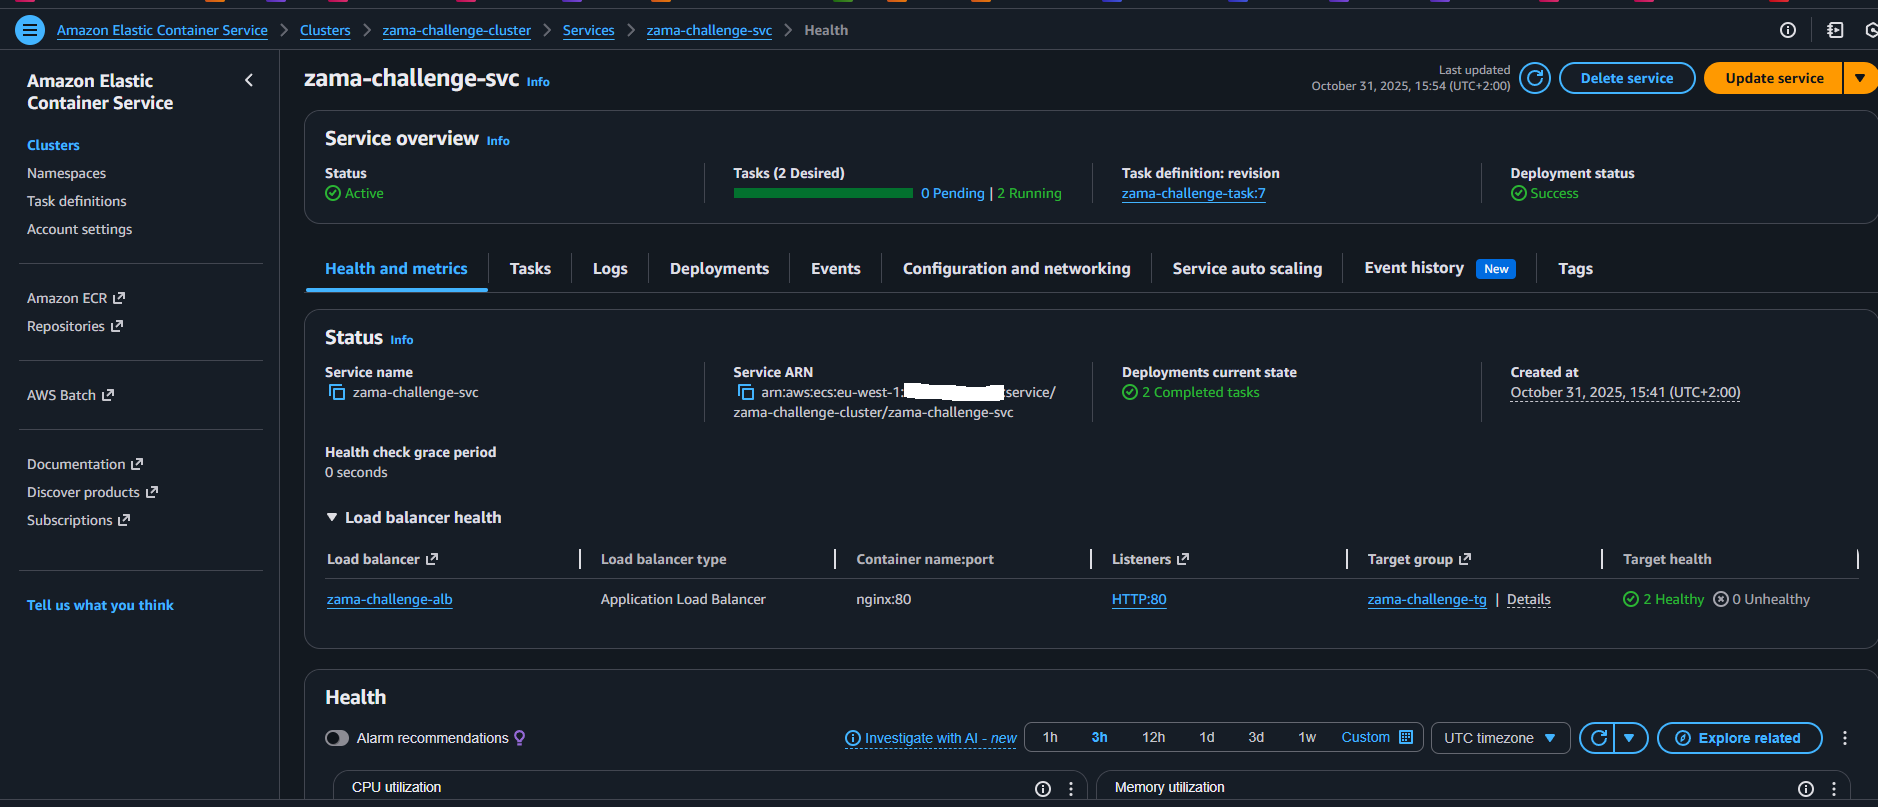 Amazon Elastic Container Service > Clusters > zama-challenge-cluster > Services > zama-challenge-svc > Health
Amazon Elastic
Container Service
Clusters
Namespaces
Task definitions
Account settings
Amazon ECR
Repositories
AWS Batch
Documentation
Discover products
Subscriptions
Tell us what you think
zama-challenge-svc Info
Last updated
October 31, 2025, 15:54 (UTC+2:00)
Delete service
Update service
Service overview Info
Status
Active
Tasks (2 Desired)
0 Pending | 2 Running
Task definition: revision
zama-challenge-task:7
Deployment status
Success
Health and metrics Tasks Logs Deployments Events Configuration and networking Service auto scaling Event history New Tags
Status Info
Service name
zama-challenge-svc
Service ARN
arn:aws:ecs:eu-west-1: :service/
zama-challenge-cluster/zama-challenge-svc
Deployments current state
2 Completed tasks
Created at
October 31, 2025, 15:41 (UTC+2:00)
Health check grace period
0 seconds
Load balancer health
Load balancer Load balancer type Container name:port Listeners Target group Target health
zama-challenge-alb Application Load Balancer nginx:80 HTTP:80 zama-challenge-tg | Details 2 Healthy 0 Unhealthy
Health
Alarm recommendations
Investigate with AI - new
1h 3h 12h 1d 3d 1w Custom
UTC timezone
Explore related
CPU utilization
Memory utilization